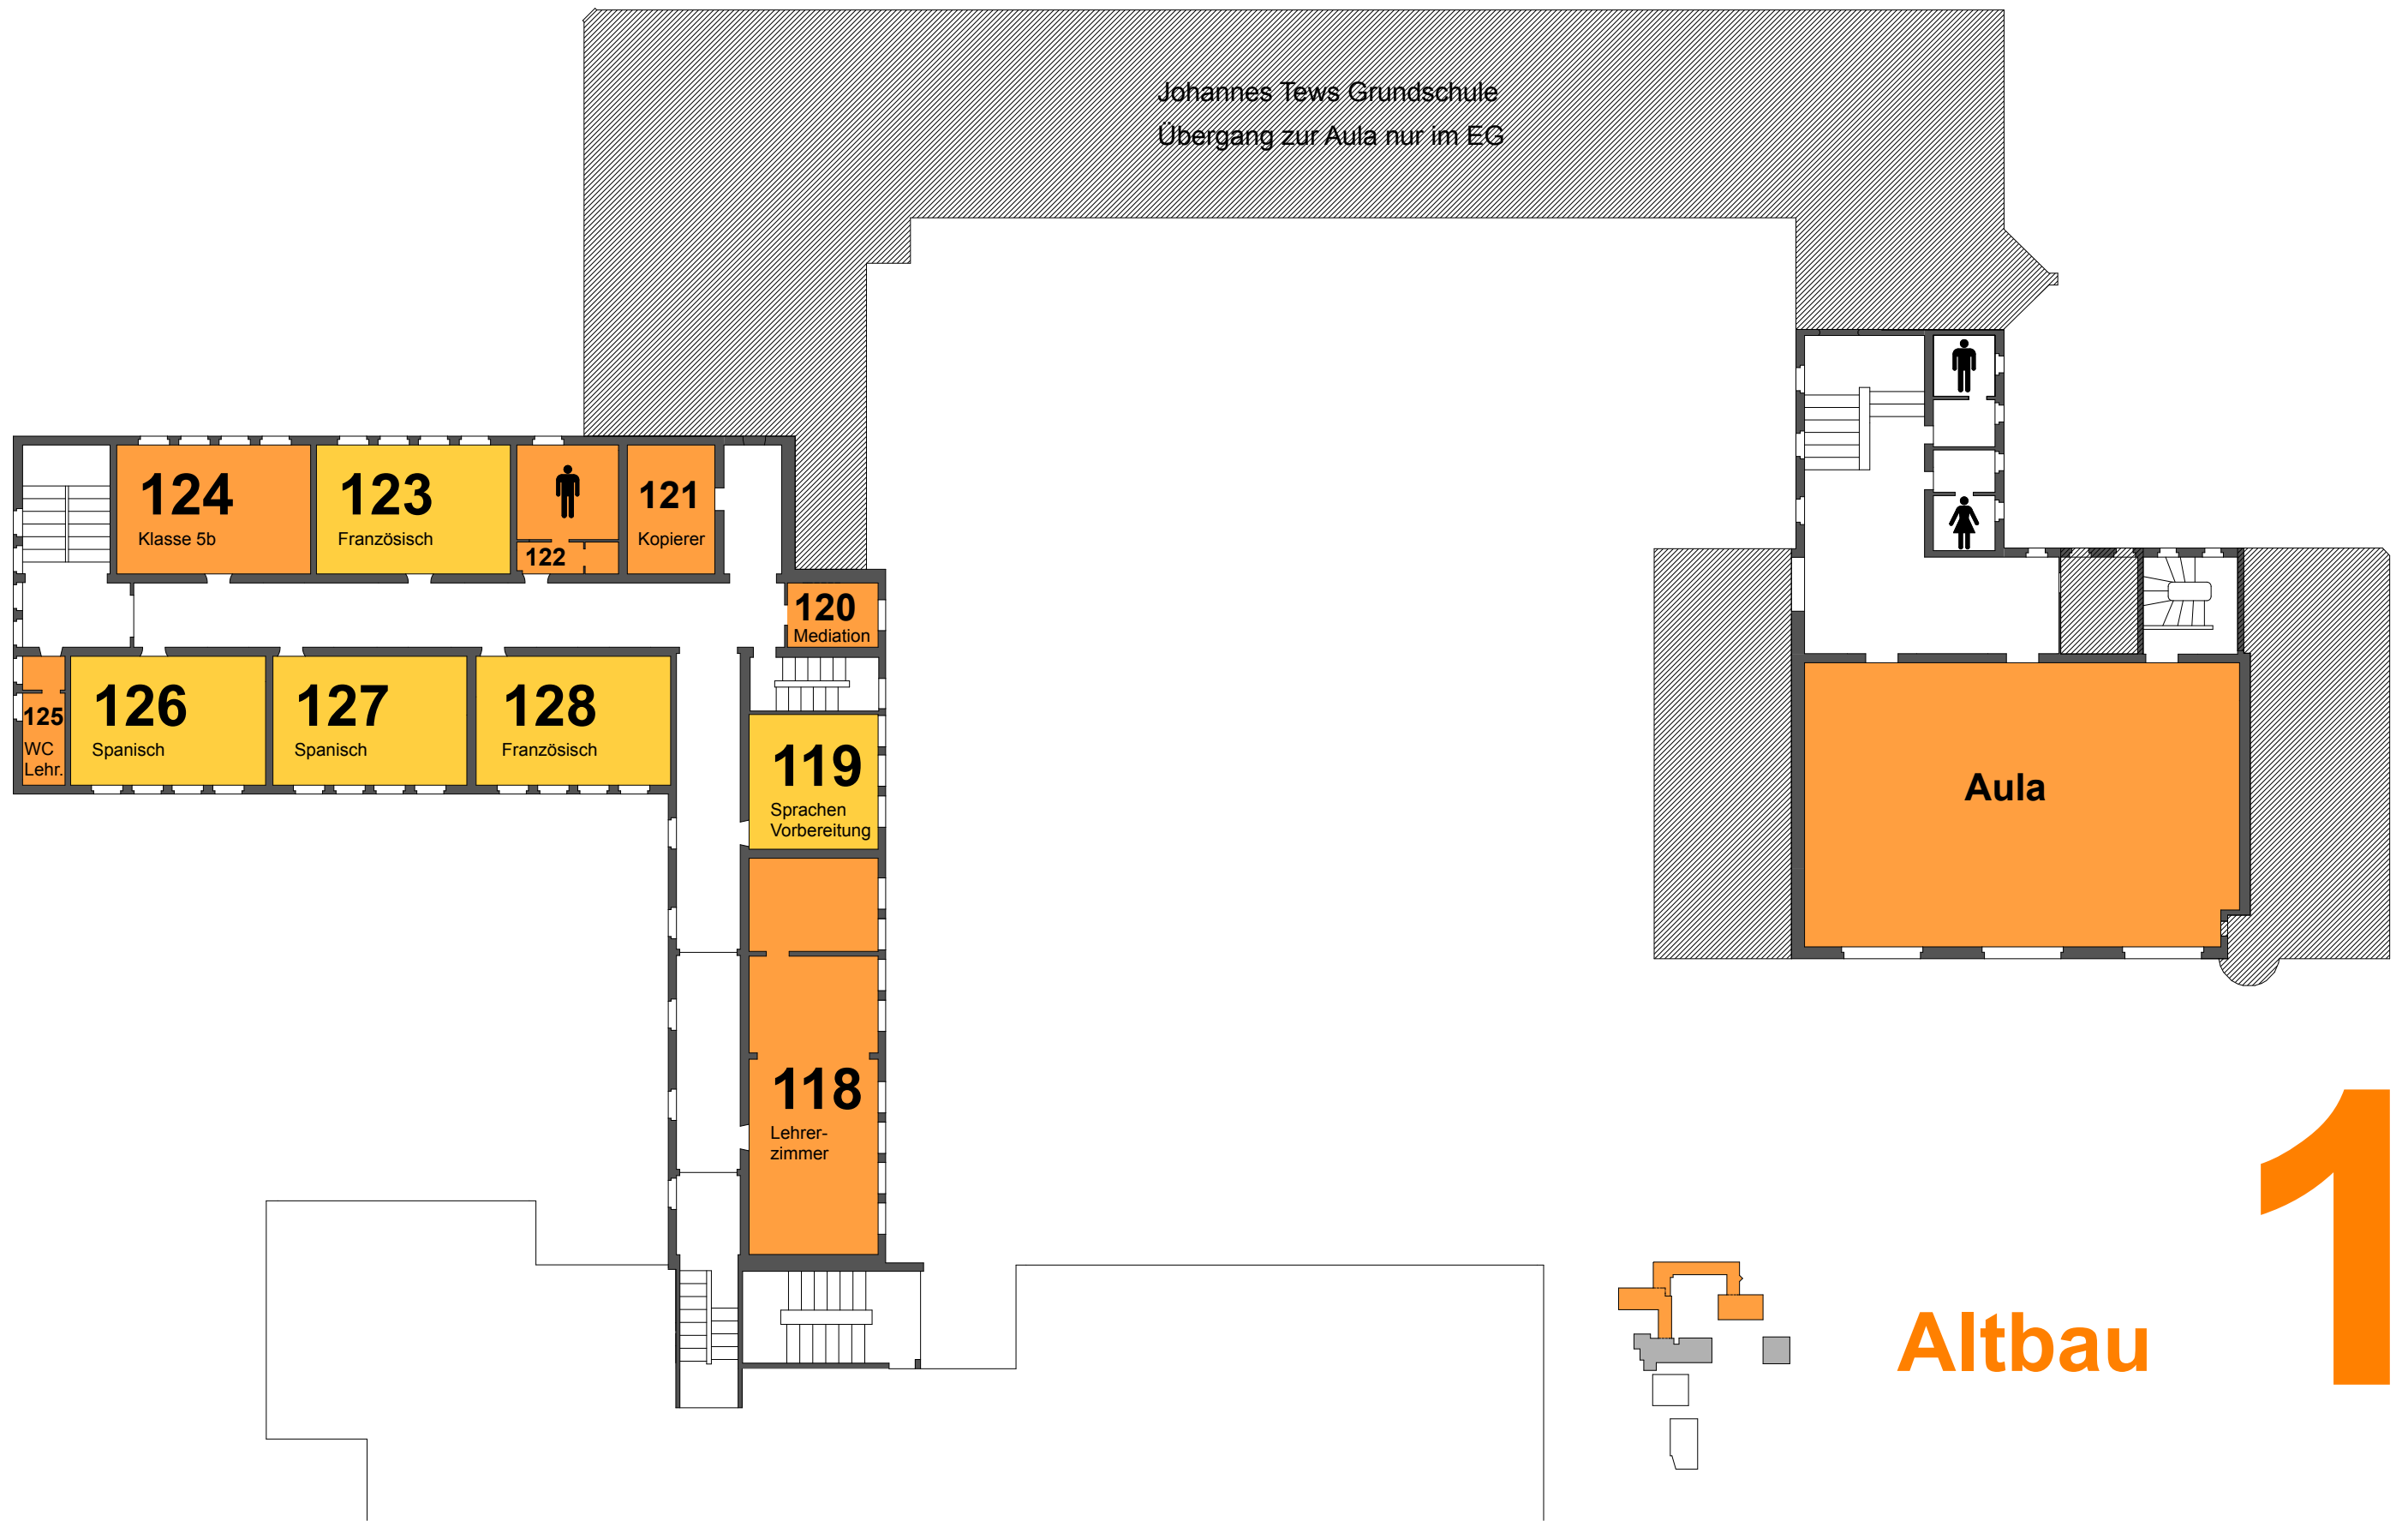 Johannes Tews Grundschule
Übergang zur Aula nur im EG
124
Klasse 5b
123
Französisch
122
121
Kopierer
120
Mediation
125
WC
Lehr.
126
Spanisch
127
Spanisch
128
Französisch
119
Sprachen
Vorbereitung
118
Lehrer-
zimmer
Aula
Altbau
1